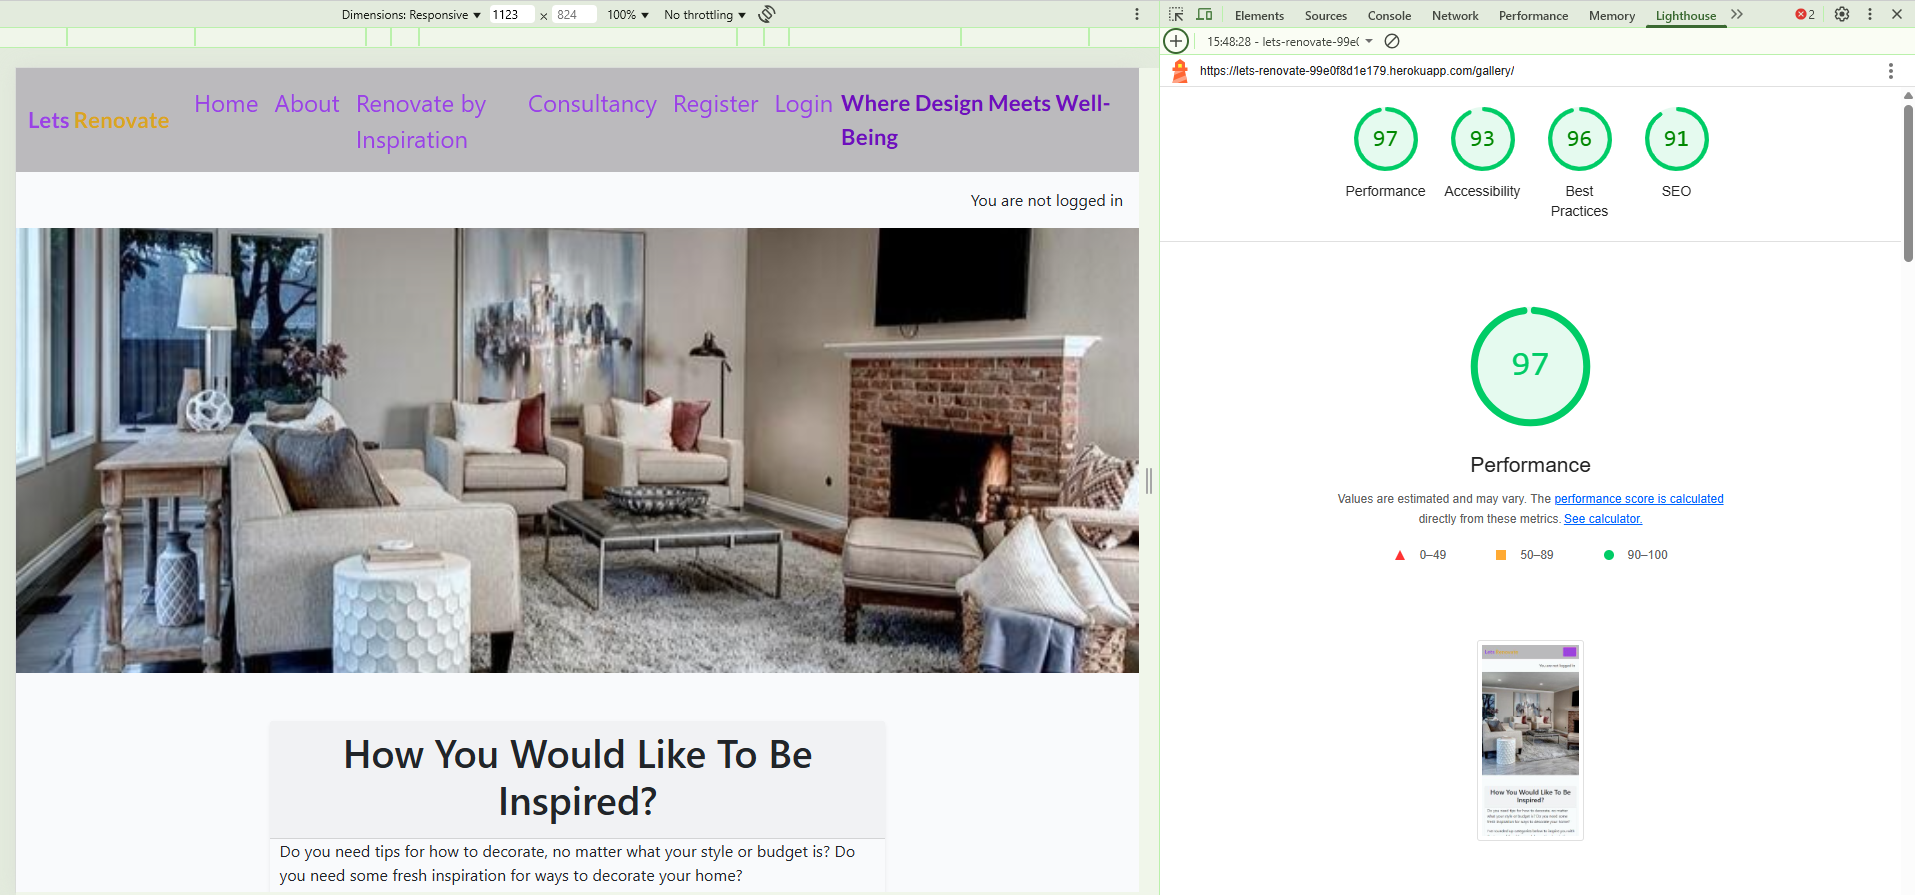 Dimensions: Responsive 1123 × 824 100% No throttling
Elements Sources Console Network Performance Memory Lighthouse 2
15:48:28 - lets-renovate-99e(
https://lets-renovate-99e0f8d1e179.herokuapp.com/gallery/
Lets Renovate Home About Renovate by Inspiration Consultancy Register Login Where Design Meets Well-Being
You are not logged in
How You Would Like To Be
Inspired?
Do you need tips for how to decorate, no matter what your style or budget is? Do
you need some fresh inspiration for ways to decorate your home?
97 93 96 91
Performance Accessibility Best Practices SEO
97
Performance
Values are estimated and may vary. The performance score is calculated
directly from these metrics. See calculator.
0–49 50–89 90–100
Lets Renovate
You are not logged in
How You Would Like To Be
Inspired?